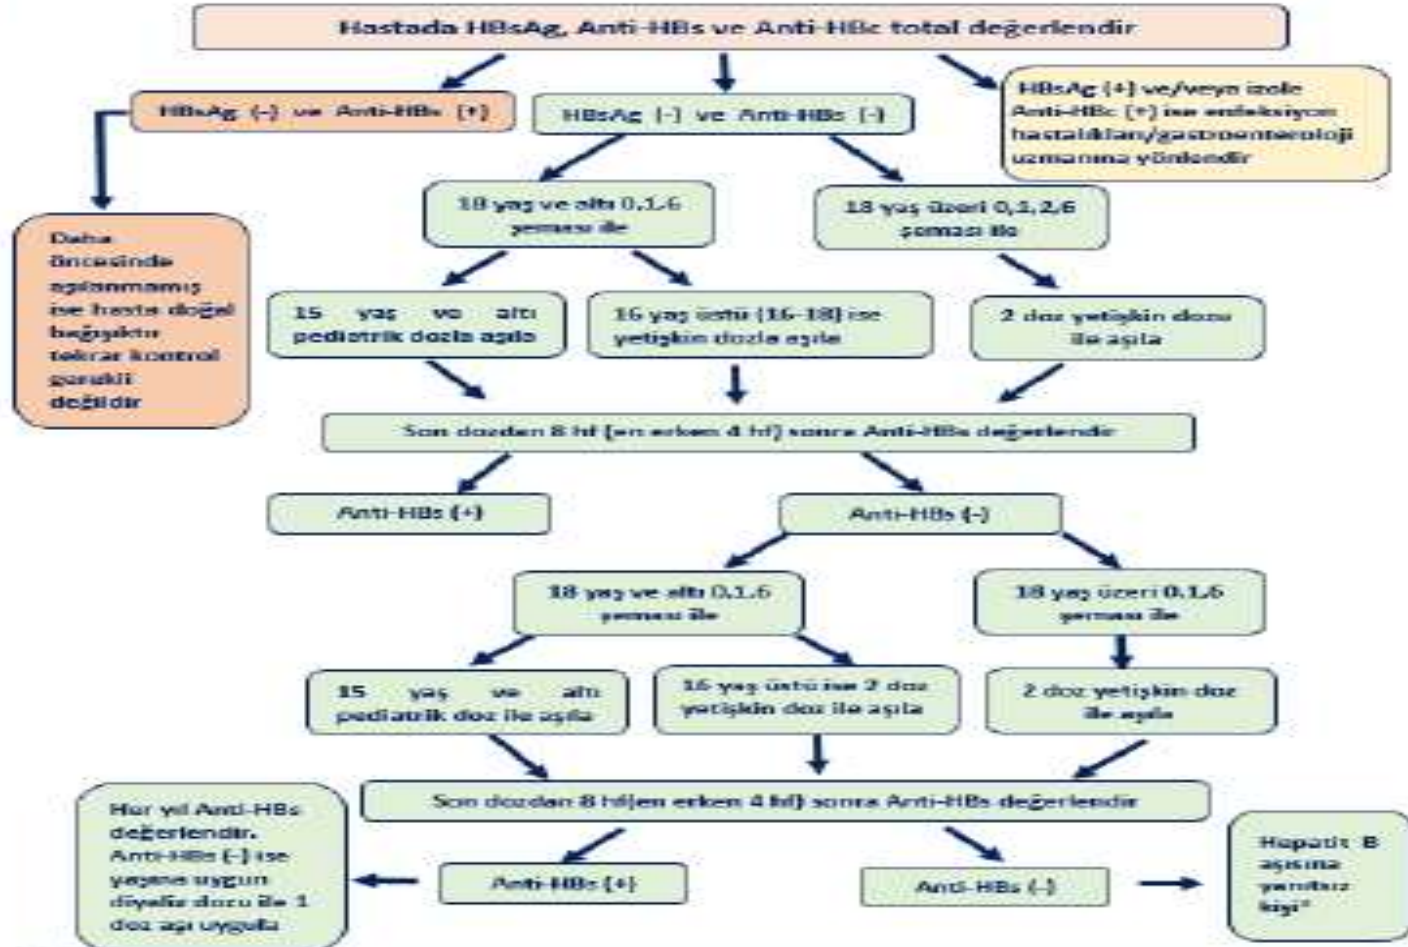 Hastada HBsAg, Anti-HBs ve Anti-HBc total değerlendir
HBsAg (-) ve Anti-HBs (+)
HBsAg (-) ve Anti-HBs (-)
HBsAg (+) ve/veya izole
Anti-HBc (+) ise enfeksiyon
hastalıkları/gastroenteroloji
uzmanına yönlendir
Daha
öncesinde
aşılanmamış
ise hasta doğal
bağışıktır
tekrar kontrol
gerekli
değildir
18 yaş ve altı 0,1,6
şeması ile
18 yaş üzeri 0,1,2,6
şeması ile
15 yaş ve altı
pediatrik dozla aşıla
16 yaş üstü (16-18) ise
yetişkin dozla aşıla
2 doz yetişkin dozu
ile aşıla
Son dozdan 8 hf (en erken 4 hf) sonra Anti-HBs değerlendir
Anti-HBs (+)
Anti-HBs (-)
18 yaş ve altı 0,1,6
şeması ile
18 yaş üzeri 0,1,6
şeması ile
15 yaş ve altı
pediatrik doz ile aşıla
16 yaş üstü ise 2 doz
yetişkin doz ile aşıla
2 doz yetişkin doz
ile aşıla
Son dozdan 8 hf(en erken 4 hf) sonra Anti-HBs değerlendir
Her yıl Anti-HBs
değerlendir.
Anti-HBs (-) ise
yaşına uygun
diyaliz dozu ile 1
doz aşı uygula
Anti-HBs (+)
Anti-HBs (-)
Hepatit B
aşısına
yanıtsız
kişi*